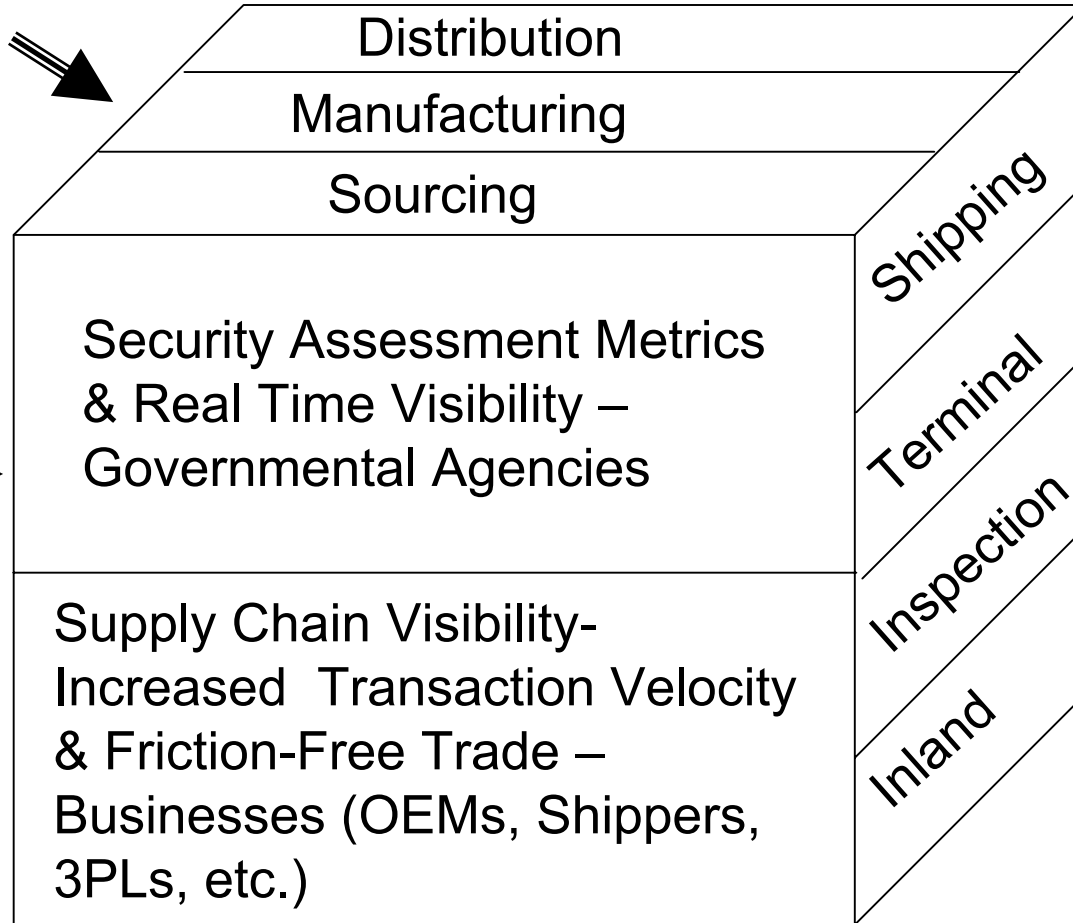 Distribution
Manufacturing
Sourcing
Security Assessment Metrics
& Real Time Visibility –
Governmental Agencies
Supply Chain Visibility-
Increased  Transaction Velocity
& Friction-Free Trade –
Businesses (OEMs, Shippers,
3PLs, etc.)
Shipping
Terminal
Inspection
Inland